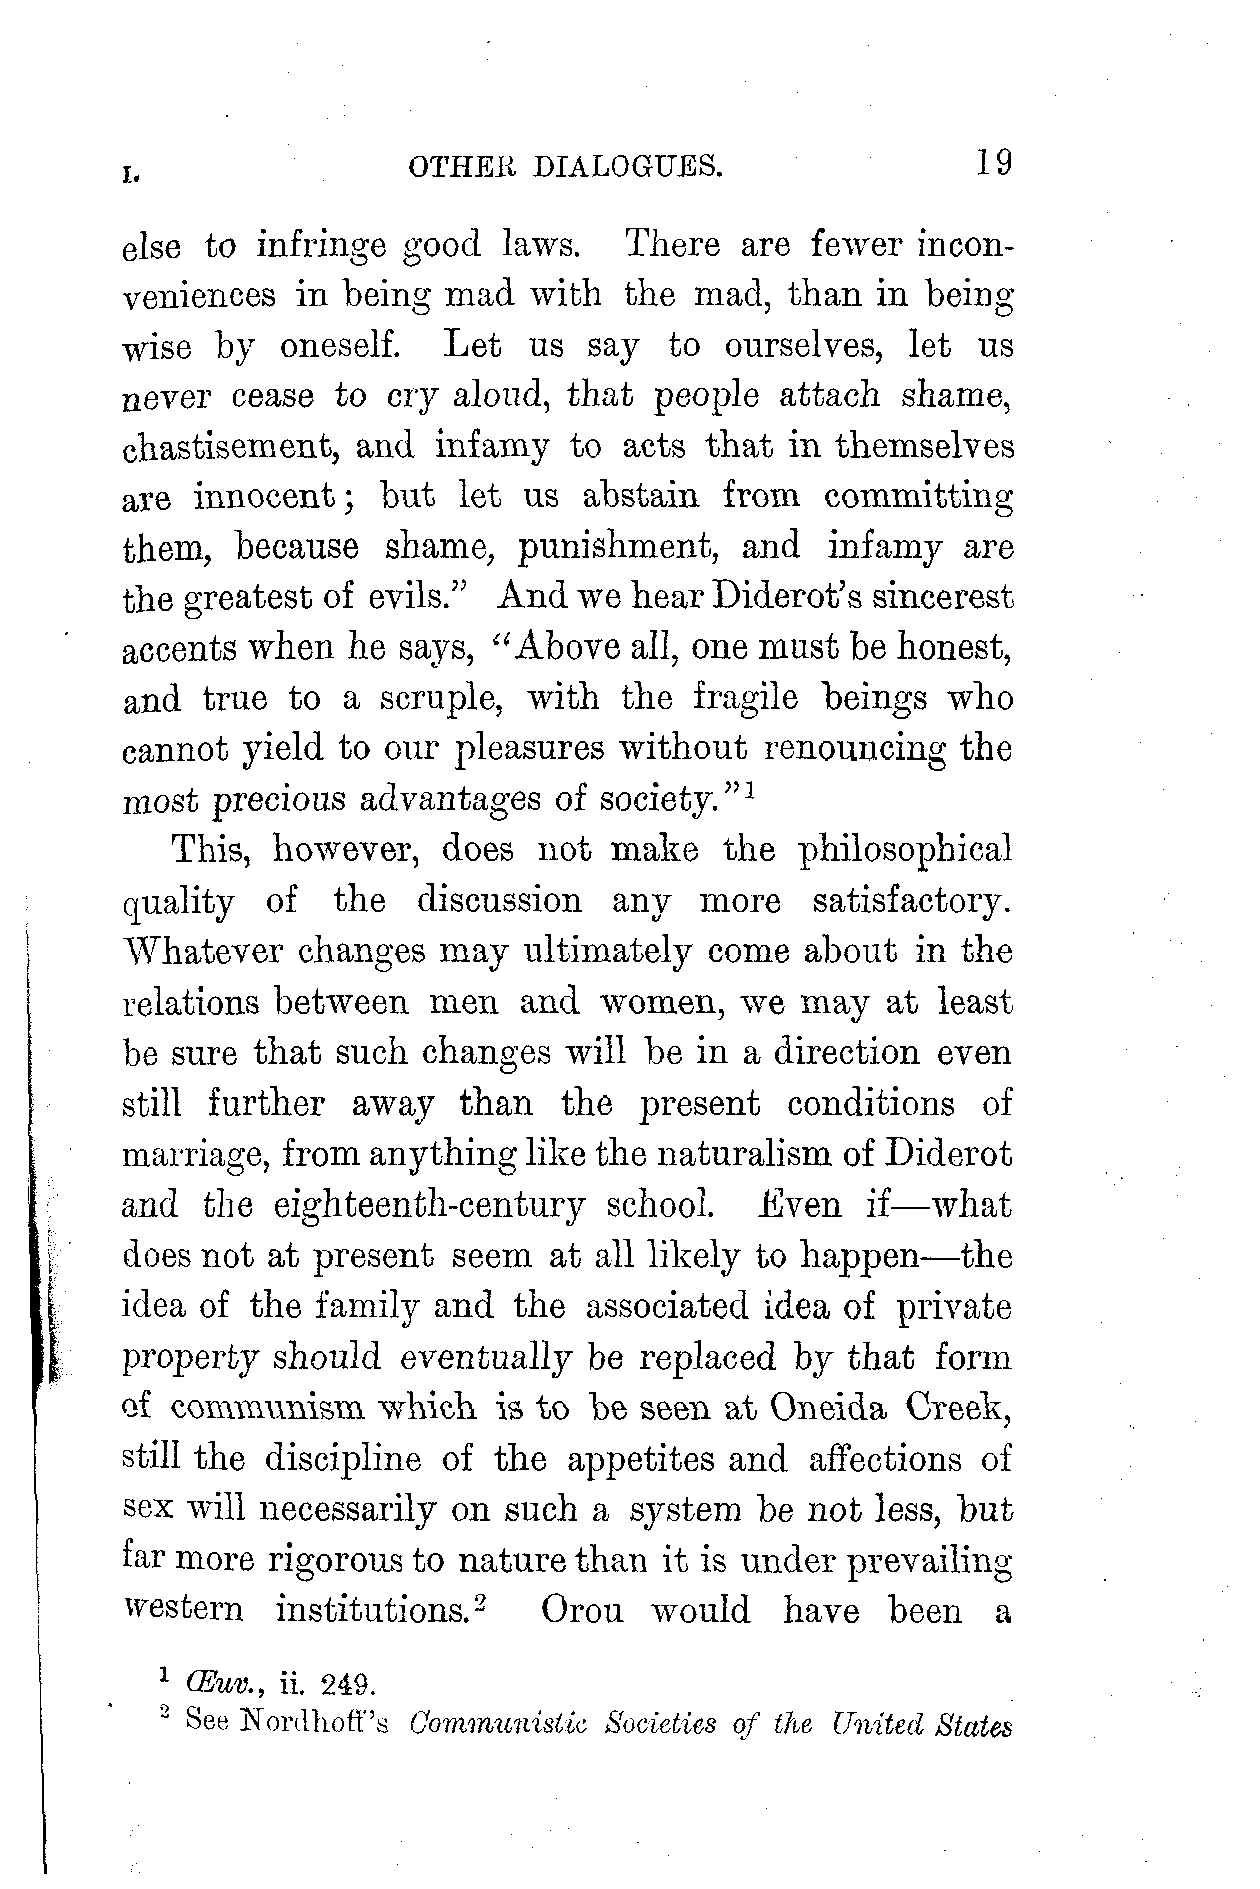 I. OTHER DIALOGUES. 19
else to infringe good laws. There are fewer incon-
veniences in being mad with the mad, than in being
wise by oneself. Let us say to ourselves, let us
never cease to cry aloud, that people attach shame,
chastisement, and infamy to acts that in themselves
are innocent; but let us abstain from committing
them, because shame, punishment, and infamy are
the greatest of evils.” And we hear Diderot’s sincerest
accents when he says, “Above all, one must be honest,
and true to a scruple, with the fragile beings who
cannot yield to our pleasures without renouncing the
most precious advantages of society.”¹
This, however, does not make the philosophical
quality of the discussion any more satisfactory.
Whatever changes may ultimately come about in the
relations between men and women, we may at least
be sure that such changes will be in a direction even
still further away than the present conditions of
marriage, from anything like the naturalism of Diderot
and the eighteenth-century school. Even if—what
does not at present seem at all likely to happen—the
idea of the family and the associated idea of private
property should eventually be replaced by that form
of communism which is to be seen at Oneida Creek,
still the discipline of the appetites and affections of
sex will necessarily on such a system be not less, but
far more rigorous to nature than it is under prevailing
western institutions.² Orou would have been a
¹ Œuv., ii. 249.
² See Nordhoff’s Communistic Societies of the United States